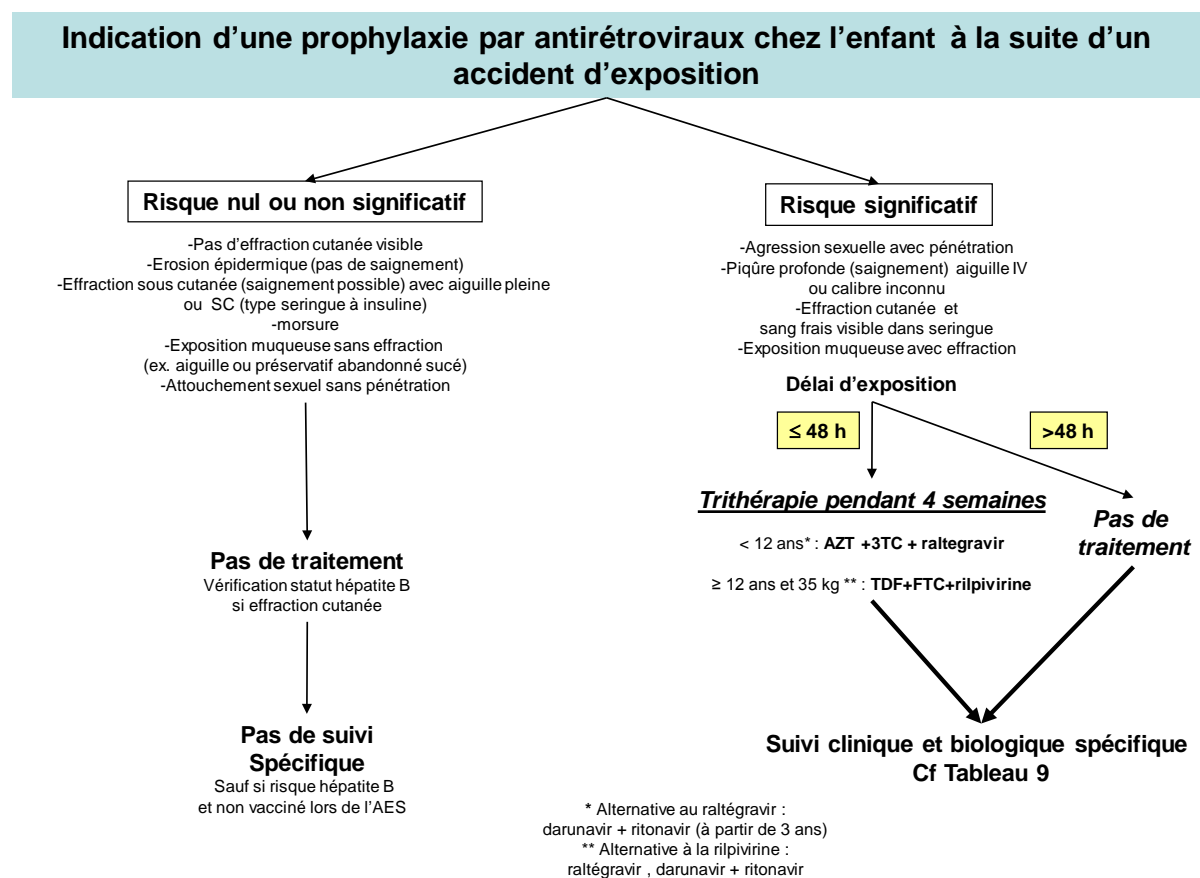 Indication d’une prophylaxie par antirétroviraux chez l’enfant à la suite d’un
accident d’exposition
Risque nul ou non significatif
-Pas d’effraction cutanée visible
-Erosion épidermique (pas de saignement)
-Effraction sous cutanée (saignement possible) avec aiguille pleine
ou SC (type seringue à insuline)
-morsure
-Exposition muqueuse sans effraction
(ex. aiguille ou préservatif abandonné sucé)
-Attouchement sexuel sans pénétration
Pas de traitement
Vérification statut hépatite B
si effraction cutanée
Pas de suivi
Spécifique
Sauf si risque hépatite B
et non vacciné lors de l’AES
Risque significatif
-Agression sexuelle avec pénétration
-Piqûre profonde (saignement) aiguille IV
ou calibre inconnu
-Effraction cutanée et
sang frais visible dans seringue
-Exposition muqueuse avec effraction
Délai d’exposition
≤ 48 h
>48 h
Trithérapie pendant 4 semaines
< 12 ans* : AZT +3TC + raltegravir
≥ 12 ans et 35 kg ** : TDF+FTC+rilpivirine
Pas de
traitement
Suivi clinique et biologique spécifique
Cf Tableau 9
* Alternative au raltégravir :
darunavir + ritonavir (à partir de 3 ans)
** Alternative à la rilpivirine :
raltégravir , darunavir + ritonavir